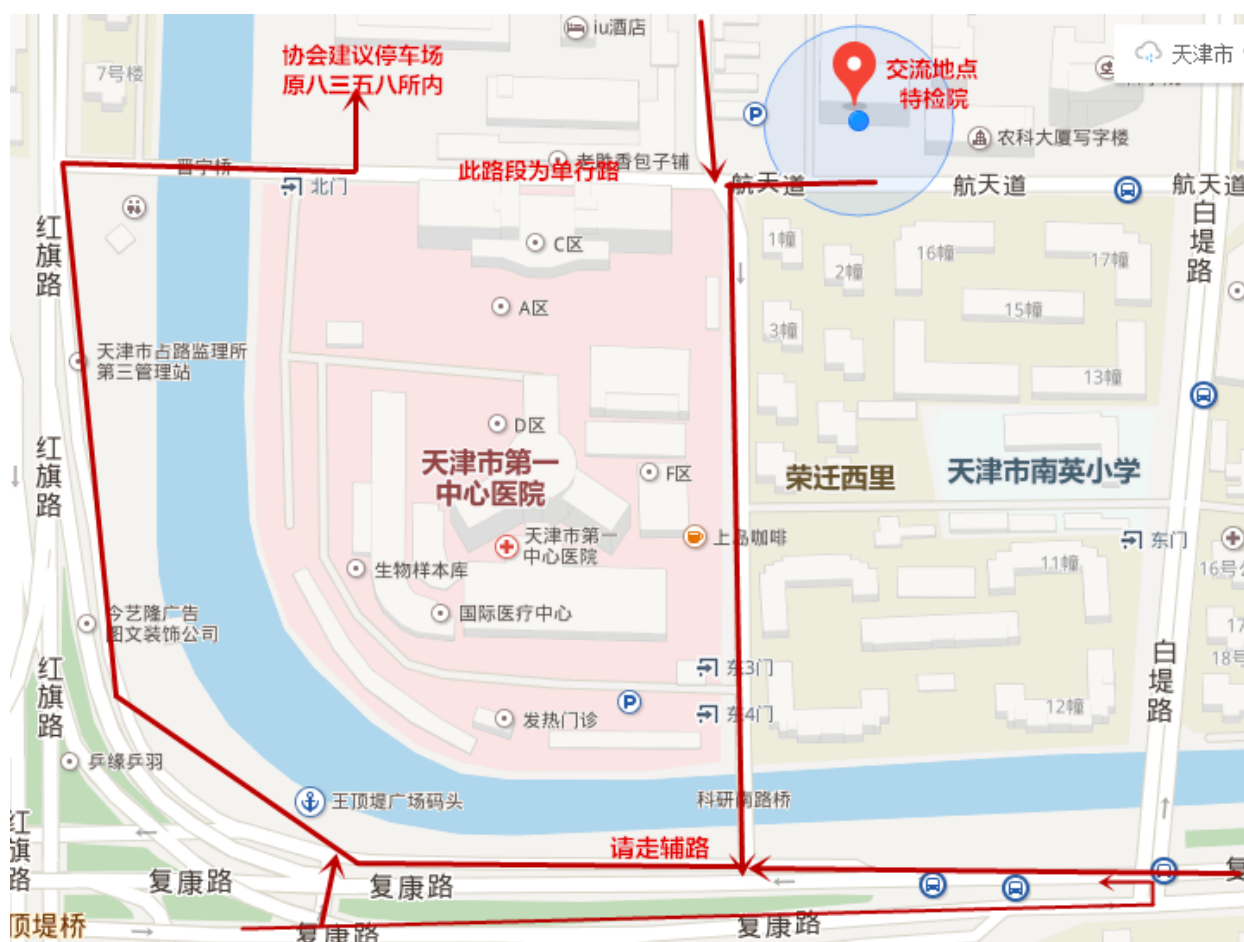 iu酒店
协会建议停车场
原八三五八所内
7号楼
交流地点
特检院
天津市
农科大厦写字楼
老胜香包子铺
此路段为单行路
晋宁桥
北门
航天道
航天道
航天道
红旗路
白堤路
C区
1幢
2幢
16幢
17幢
A区
15幢
3幢
天津市占路监理所
第三管理站
13幢
D区
红旗路
天津市第一
中心医院
F区
荣迁西里
天津市南英小学
天津市第一
中心医院
上岛咖啡
东门
11幢
生物样本库
国际医疗中心
今艺隆广告
图文装饰公司
红旗路
东3门
白堤路
东4门
发热门诊
12幢
乒缘乒羽
王顶堤广场码头
科研南路桥
红旗路
请走辅路
复康路
复康路
顶堤桥
复康路
复康路